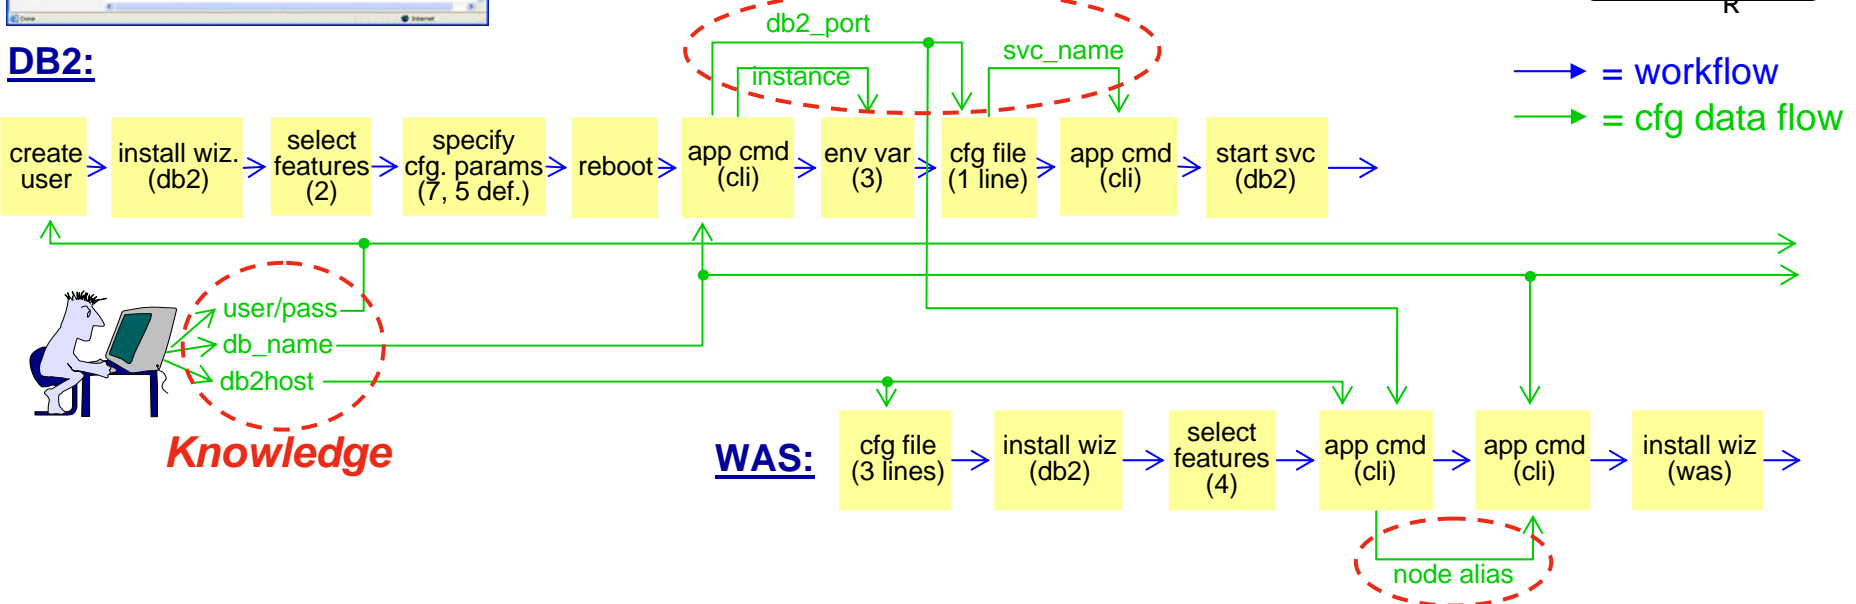 Done
Internet
R
DB2:
db2_port
svc_name
instance
= workflow
= cfg data flow
create
user
install wiz.
(db2)
select
features
(2)
specify
cfg. params
(7, 5 def.)
reboot
app cmd
(cli)
env var
(3)
cfg file
(1 line)
app cmd
(cli)
start svc
(db2)
user/pass
db_name
db2host
Knowledge
WAS:
cfg file
(3 lines)
install wiz
(db2)
select
features
(4)
app cmd
(cli)
app cmd
(cli)
install wiz
(was)
node alias